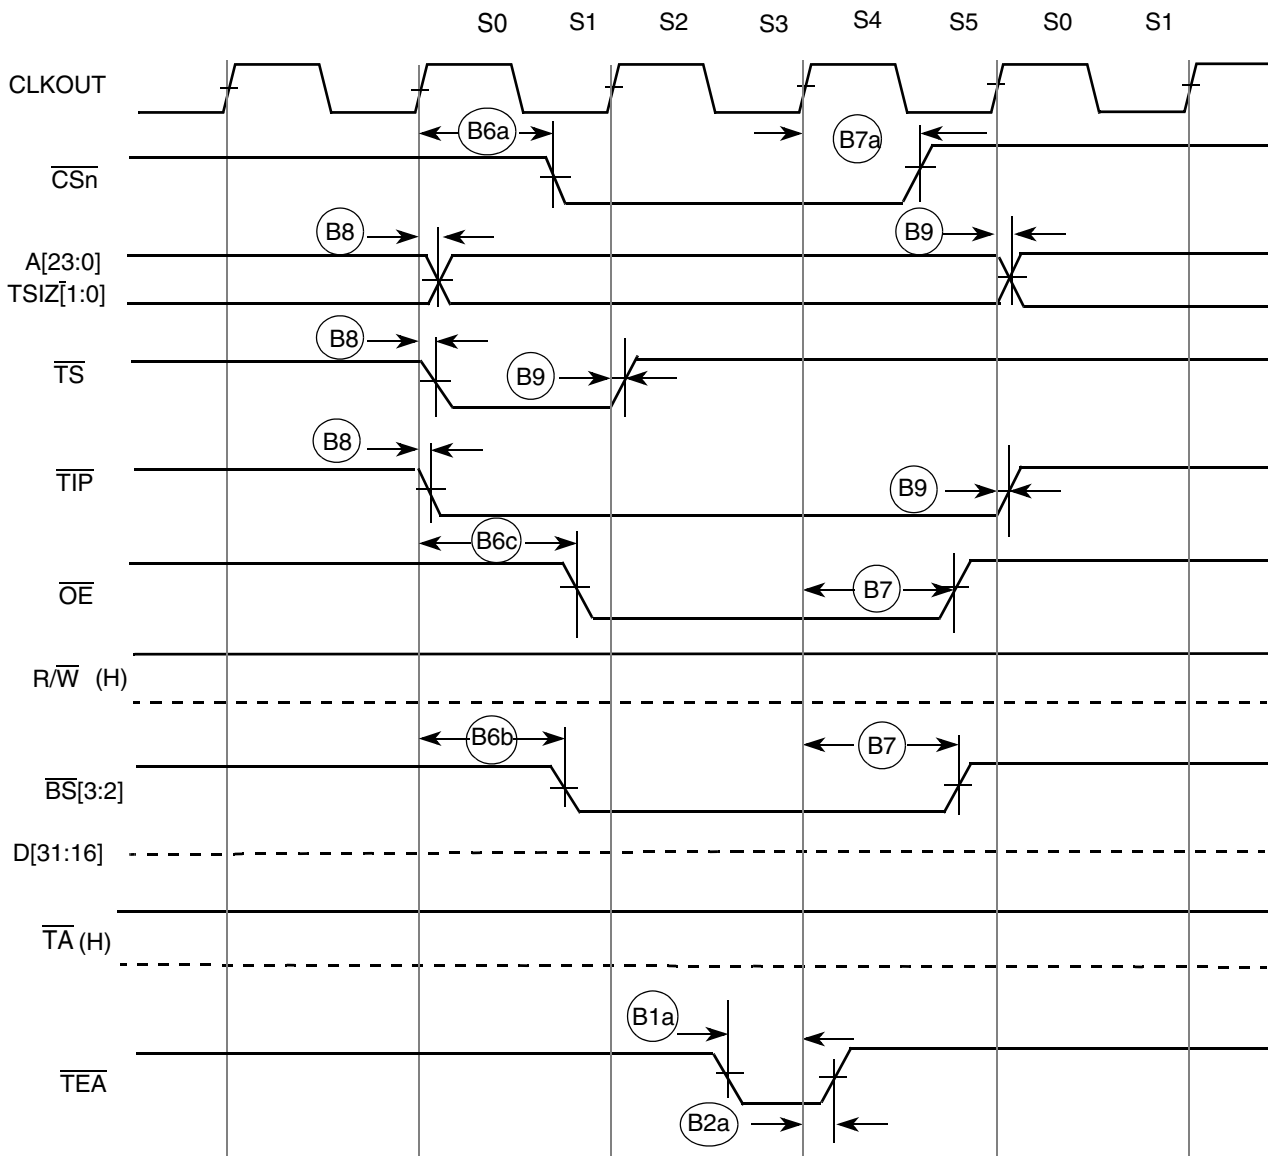 S0 S1 S2 S3 S4 S5 S0 S1
CLKOUT
B6a B7a
CSn
B8 B9
A[23:0]
TSIZ[1:0]
B8
TS B9
B8
TIP B9
B6c
OE B7
R/W (H)
B6b B7
BS[3:2]
D[31:16]
TA (H)
B1a
TEA
B2a